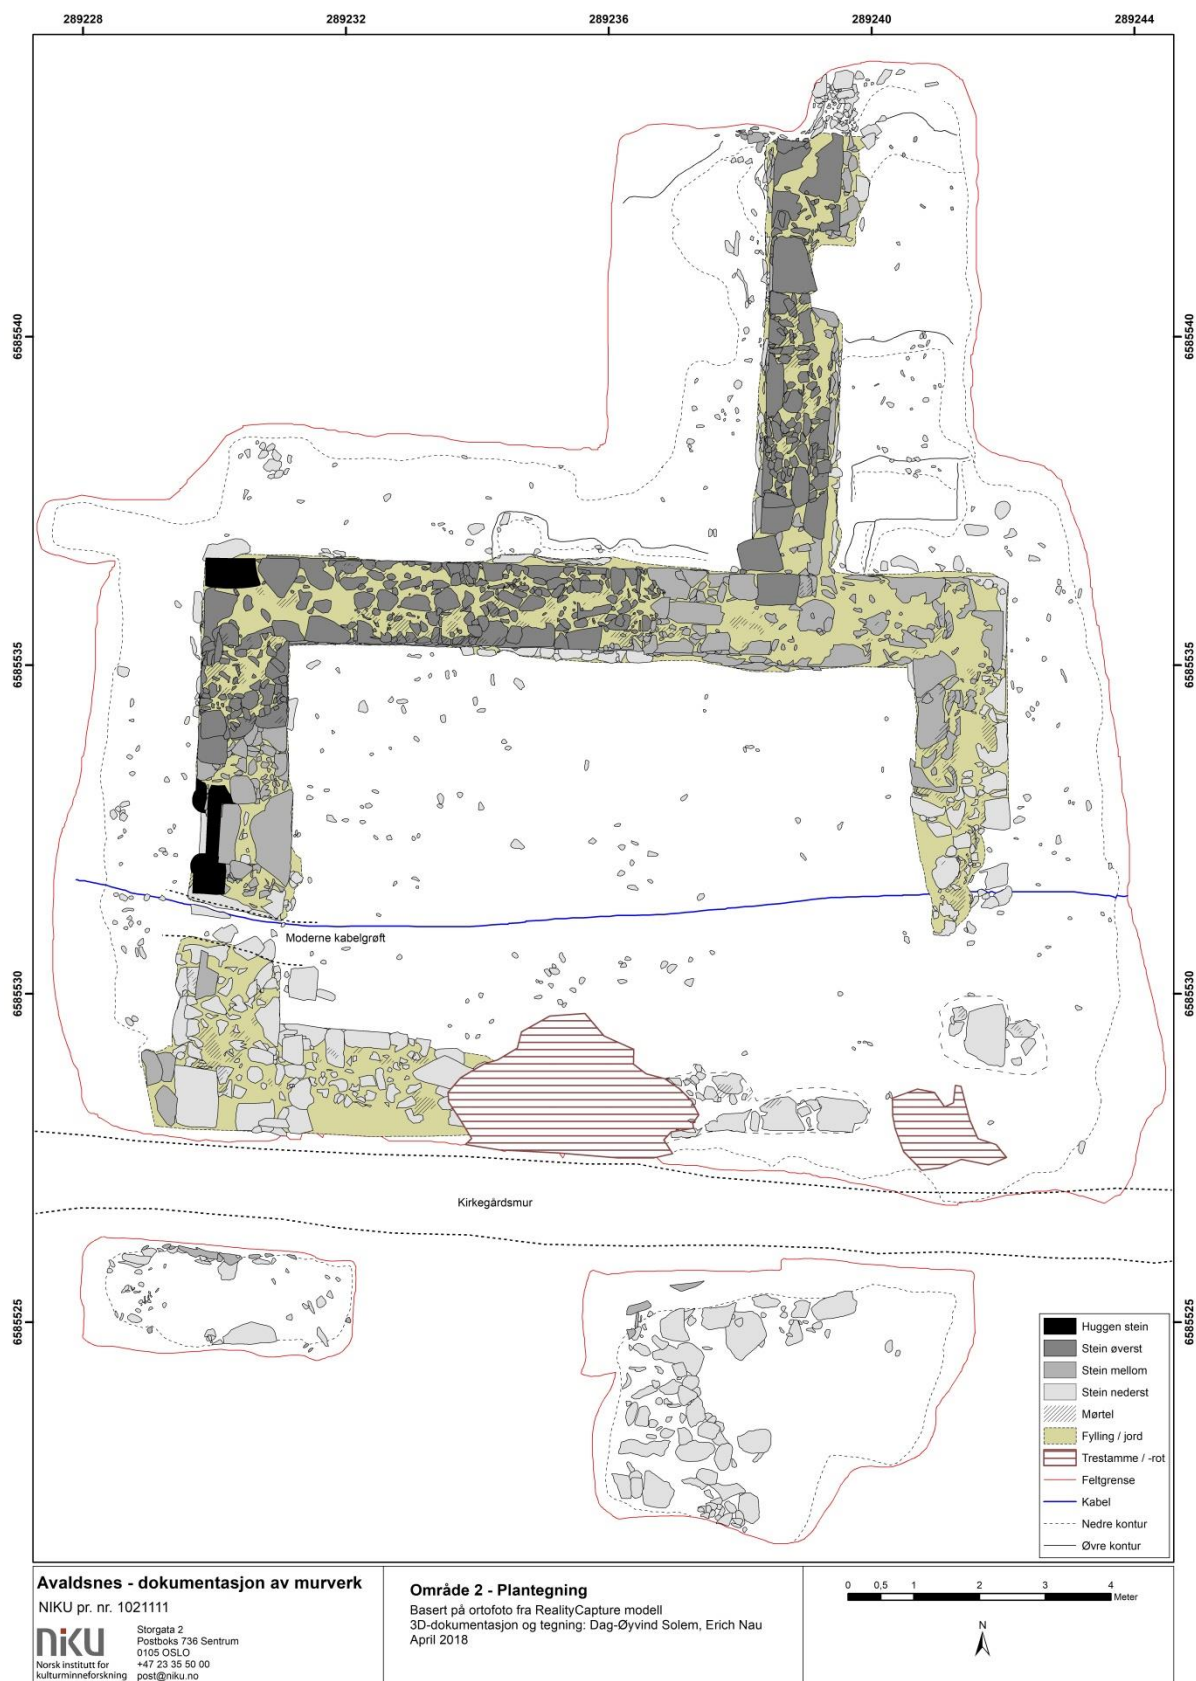 289228 289232 289236 289240 289244
6585540 6585540
6585535 6585535
Moderne kabelgrøft
6585530 6585530
Kirkegårdsmur
6585525 6585525
Huggen stein
Stein øverst
Stein mellom
Stein nederst
Mørtel
Fylling / jord
Trestamme / -rot
Feltgrense
Kabel
Nedre kontur
Øvre kontur
Avaldsnes - dokumentasjon av murverk
NIKU pr. nr. 1021111
niku
Norsk institutt for
kulturminneforskning
Storgata 2
Postboks 736 Sentrum
0105 OSLO
+47 23 35 50 00
post@niku.no
Område 2 - Plantegning
Basert på ortofoto fra RealityCapture modell
3D-dokumentasjon og tegning: Dag-Øyvind Solem, Erich Nau
April 2018
0 0,5 1 2 3 4
Meter
N